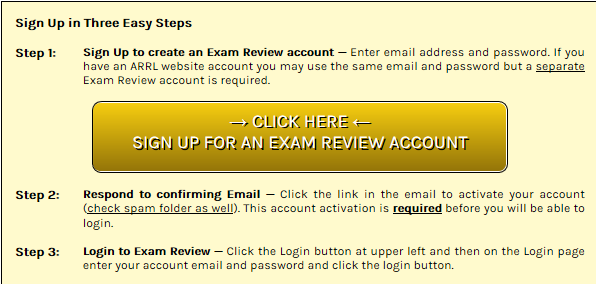 Sign Up in Three Easy Steps
Step 1: Sign Up to create an Exam Review account — Enter email address and password. If you
have an ARRL website account you may use the same email and password but a separate
Exam Review account is required.
→ CLICK HERE ←
SIGN UP FOR AN EXAM REVIEW ACCOUNT
Step 2: Respond to confirming Email — Click the link in the email to activate your account
(check spam folder as well). This account activation is required before you will be able to
login.
Step 3: Login to Exam Review — Click the Login button at upper left and then on the Login page
enter your account email and password and click the login button.